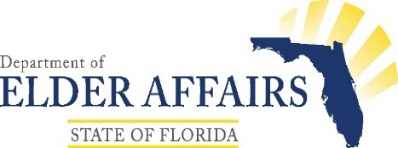 Department of
ELDER AFFAIRS
STATE OF FLORIDA